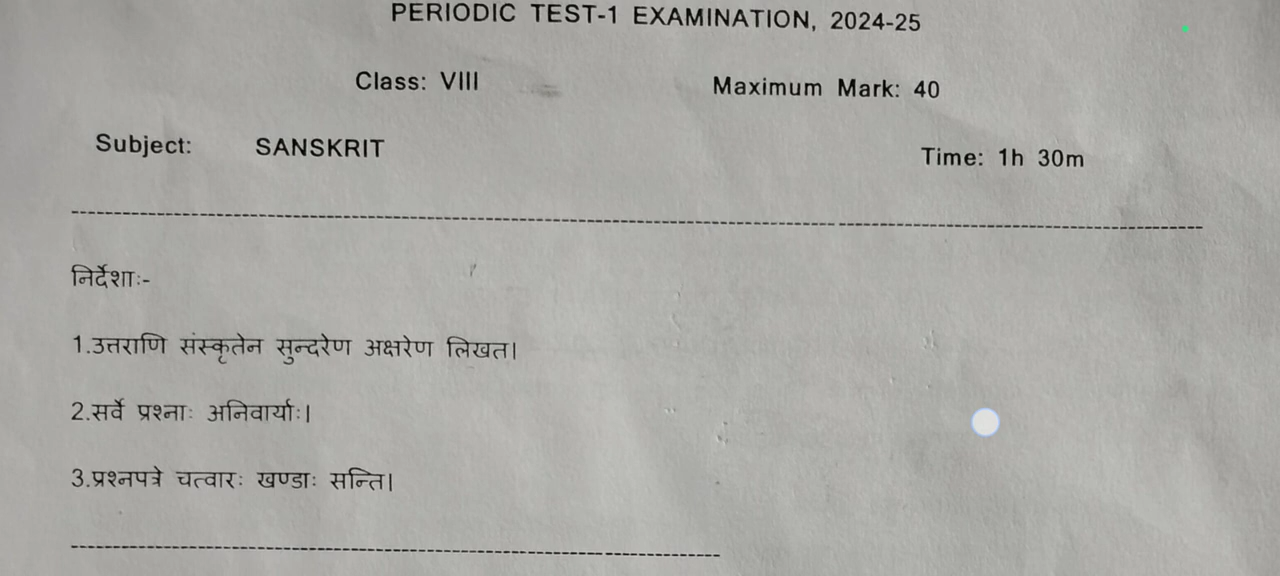 PERIODIC TEST-1 EXAMINATION, 2024-25
Class: VIII Maximum Mark: 40
Subject: SANSKRIT Time: 1h 30m
निर्देशाः-
1.उत्तराणि संस्कृतेन सुन्दरेण अक्षरेण लिखत।
2.सर्वे प्रश्नाः अनिवार्याः।
3.प्रश्नपत्रे चत्वारः खण्डाः सन्ति।